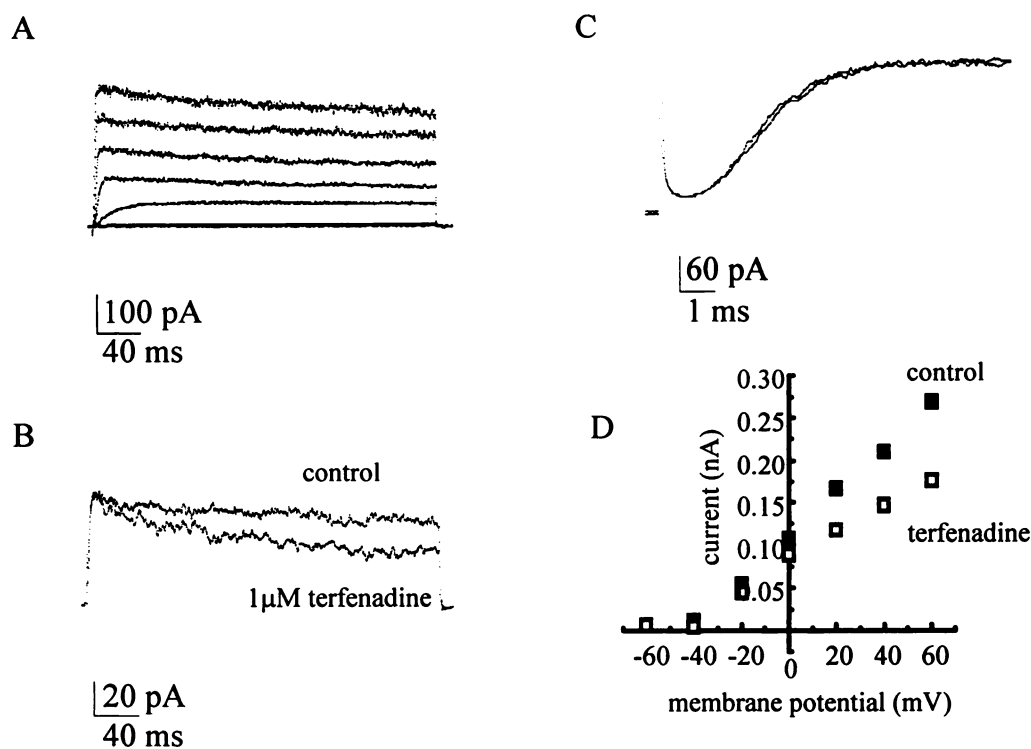 A
100 pA
40 ms
B
control
1µM terfenadine
20 pA
40 ms
C
60 pA
1 ms
D
control
terfenadine
current (nA)
0.30
0.25
0.20
0.15
0.10
0.05
-60 -40 -20 0 20 40 60
membrane potential (mV)